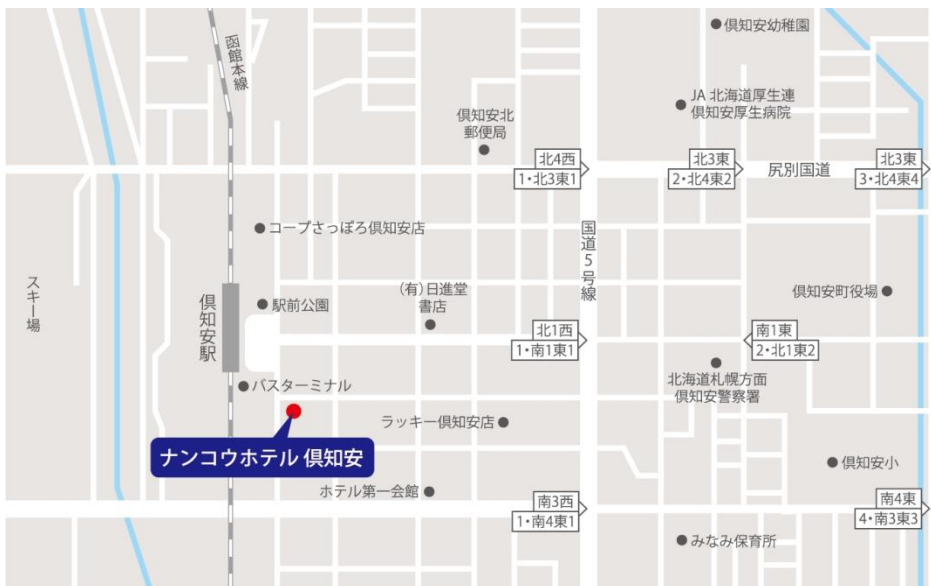 倶知安幼稚園
函館本線
JA 北海道厚生連
倶知安厚生病院
倶知安北
郵便局
北4西
1・北3東1
北3東
2・北4東2
尻別国道
北3東
3・北4東4
コープさっぽろ倶知安店
国道5号線
スキー場
倶知安駅
駅前公園
(有)日進堂
書店
倶知安町役場
北1西
1・南1東1
南1東
2・北1東2
北海道札幌方面
倶知安警察署
バスターミナル
ラッキー倶知安店
ナンコウホテル 倶知安
倶知安小
ホテル第一会館
南3西
1・南4東1
南4東
4・南3東3
みなみ保育所